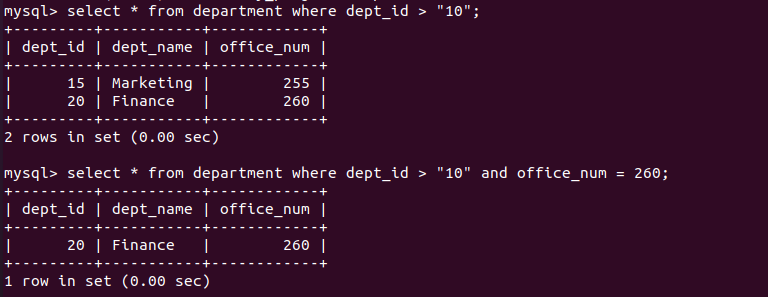 mysql> select * from department where dept_id > "10";
+---------+-----------+------------+
| dept_id | dept_name | office_num |
+---------+-----------+------------+
|      15 | Marketing |        255 |
|      20 | Finance   |        260 |
+---------+-----------+------------+
2 rows in set (0.00 sec)

mysql> select * from department where dept_id > "10" and office_num = 260;
+---------+-----------+------------+
| dept_id | dept_name | office_num |
+---------+-----------+------------+
|      20 | Finance   |        260 |
+---------+-----------+------------+
1 row in set (0.00 sec)